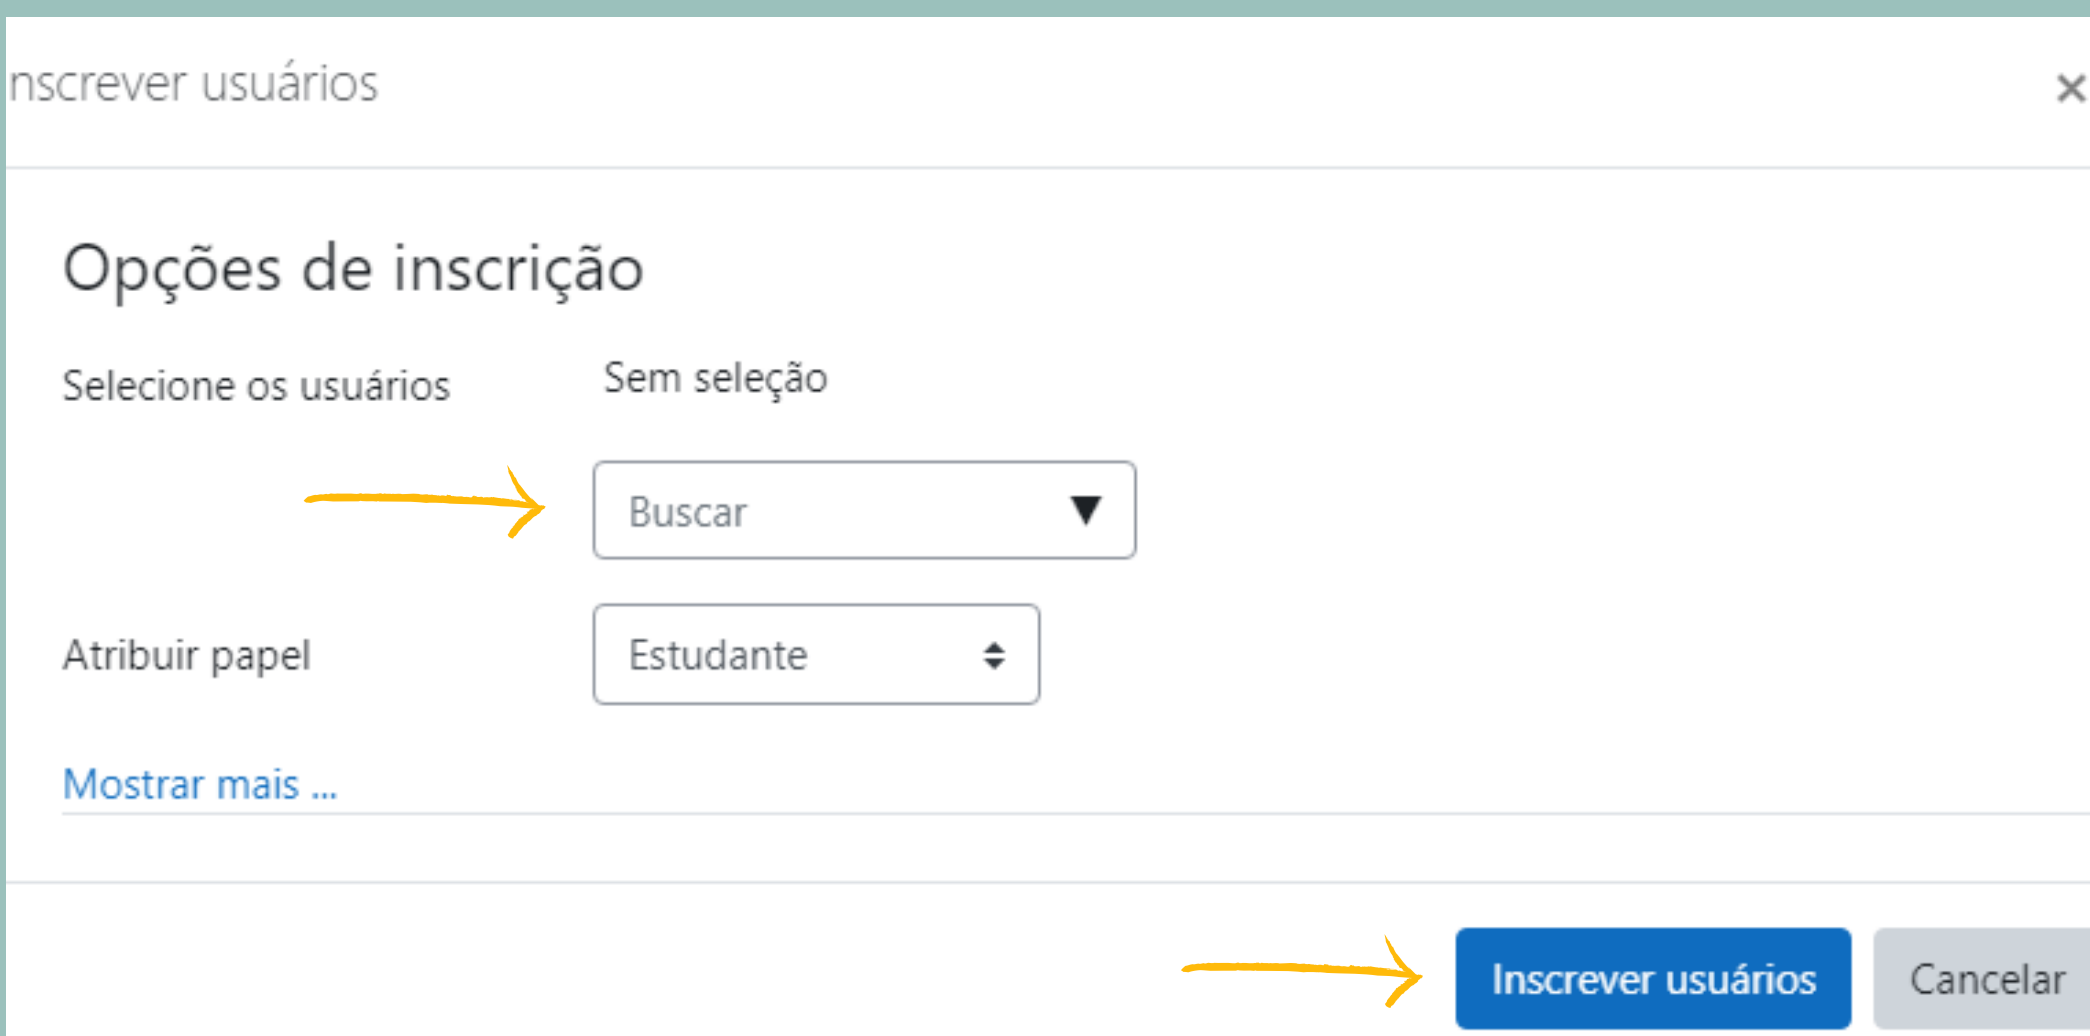 nscrever usuários
Opções de inscrição
Selecione os usuários Sem seleção
Buscar
Atribuir papel Estudante
Mostrar mais ...
Inscrever usuários Cancelar